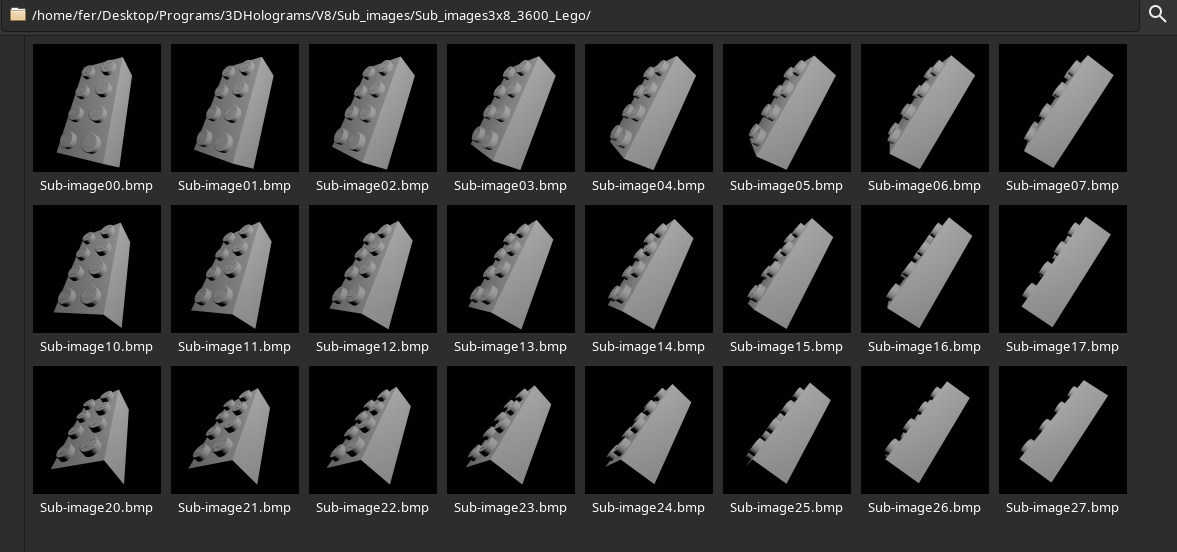 /home/fer/Desktop/Programs/3DHolograms/V8/Sub_images/Sub_images3x8_3600_Lego/
Sub-image00.bmp Sub-image01.bmp Sub-image02.bmp Sub-image03.bmp Sub-image04.bmp Sub-image05.bmp Sub-image06.bmp Sub-image07.bmp
Sub-image10.bmp Sub-image11.bmp Sub-image12.bmp Sub-image13.bmp Sub-image14.bmp Sub-image15.bmp Sub-image16.bmp Sub-image17.bmp
Sub-image20.bmp Sub-image21.bmp Sub-image22.bmp Sub-image23.bmp Sub-image24.bmp Sub-image25.bmp Sub-image26.bmp Sub-image27.bmp